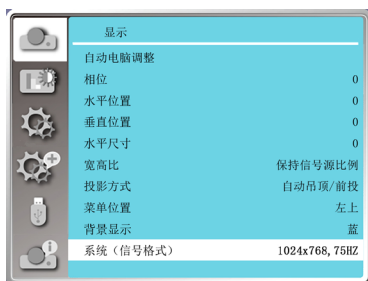 显示
自动电脑调整
相位 0
水平位置 0
垂直位置 0
水平尺寸 0
宽高比 保持信号源比例
投影方式 自动吊顶/前投
菜单位置 左上
背景显示 蓝
系统（信号格式） 1024x768,75HZ